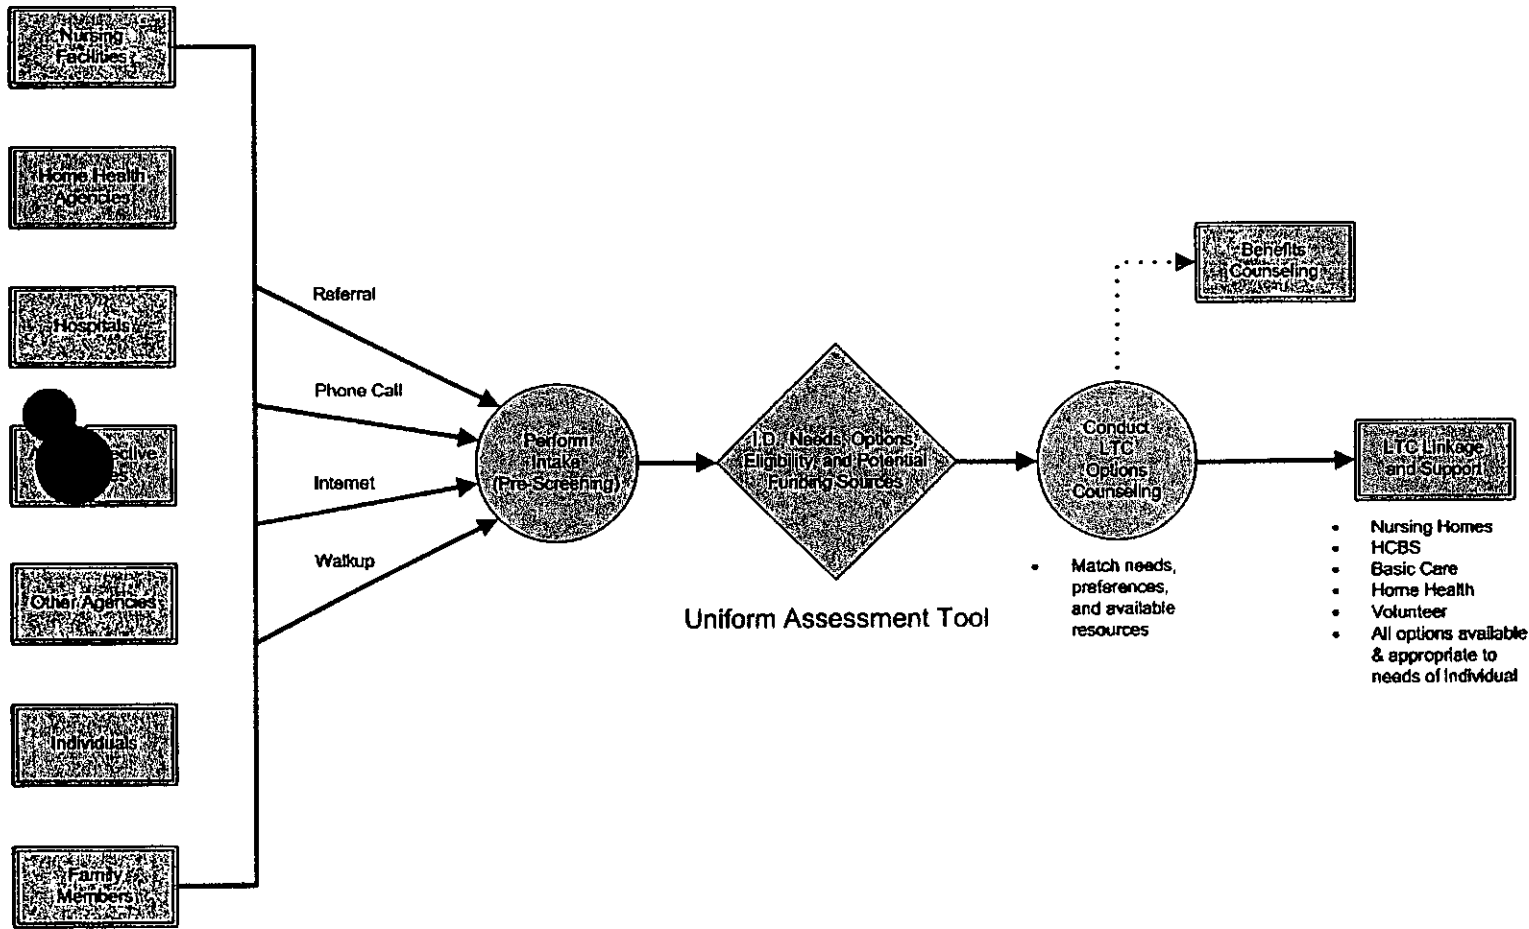 Nursing
Facilities
Home Health
Agencies
Hospitals
Other Agencies
Individuals
Family
Members
Referral
Phone Call
Internet
Walkup
Perform
Intake
(Pre-Screening)
I.D. Needs, Options,
Eligibility, and Potential
Funding Sources
Uniform Assessment Tool
Conduct
LTC
Options
Counseling
• Match needs,
preferences,
and available
resources
Benefits
Counseling
LTC Linkage
and Support
• Nursing Homes
• HCBS
• Basic Care
• Home Health
• Volunteer
• All options available
& appropriate to
needs of Individual